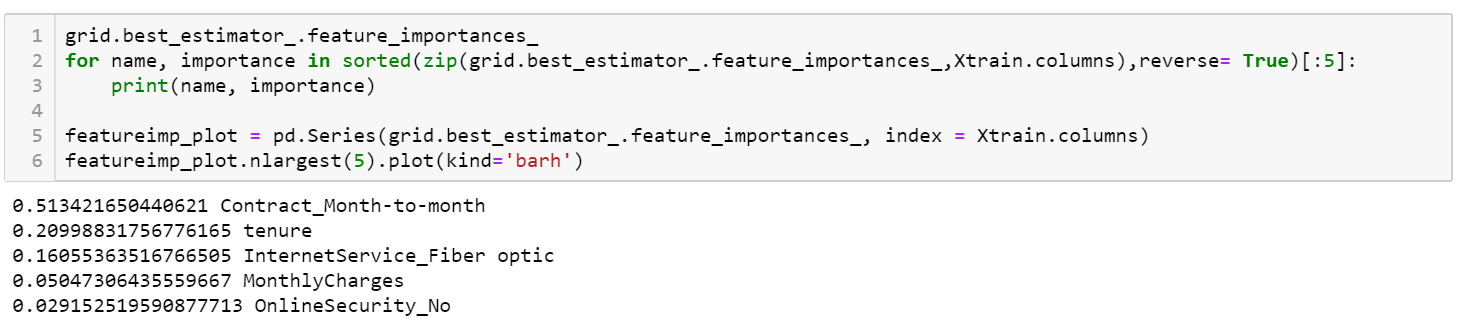 1 grid.best_estimator_.feature_importances_
2 for name, importance in sorted(zip(grid.best_estimator_.feature_importances_,Xtrain.columns),reverse= True)[:5]:
3     print(name, importance)
4
5 featureimp_plot = pd.Series(grid.best_estimator_.feature_importances_, index = Xtrain.columns)
6 featureimp_plot.nlargest(5).plot(kind='barh')
0.513421650440621 Contract_Month-to-month
0.20998831756776165 tenure
0.16055363516766505 InternetService_Fiber optic
0.05047306435559667 MonthlyCharges
0.029152519590877713 OnlineSecurity_No